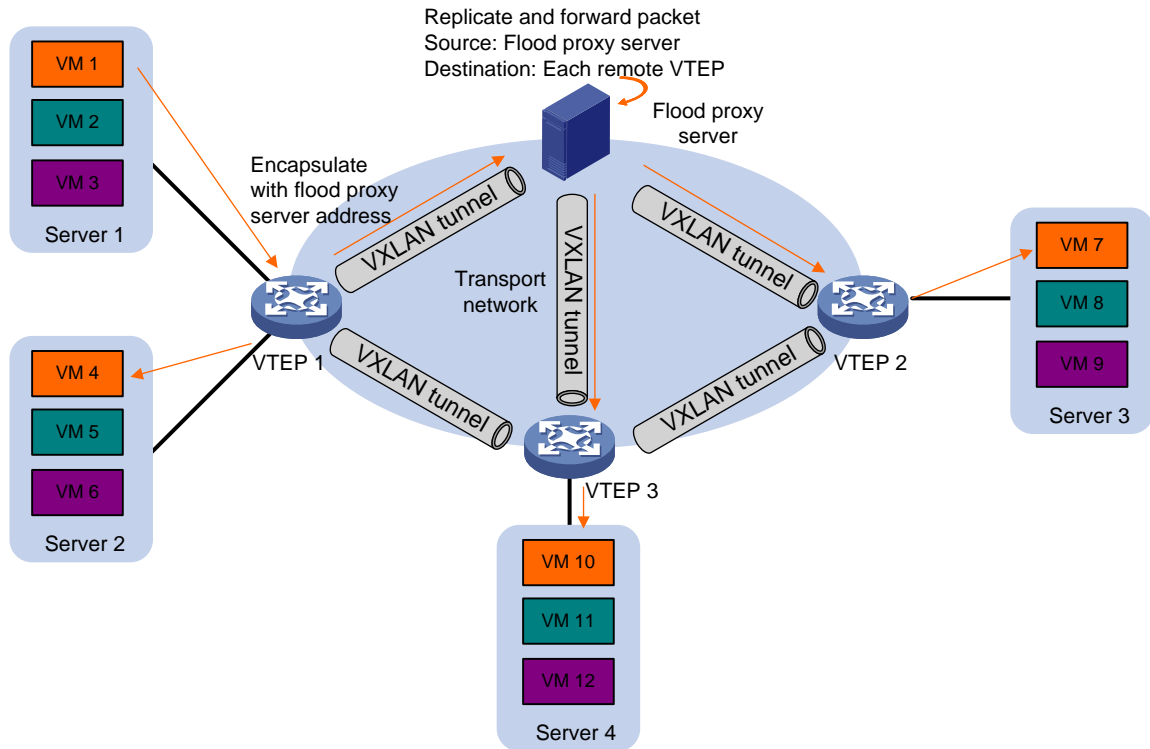 Replicate and forward packet
Source: Flood proxy server
Destination: Each remote VTEP
Flood proxy
server
VM 1
VM 2
VM 3
Server 1
Encapsulate
with flood proxy
server address
VXLAN tunnel
VXLAN tunnel
VXLAN tunnel
Transport
network
VM 7
VM 8
VM 9
Server 3
VTEP 1
VTEP 2
VXLAN tunnel
VXLAN tunnel
VM 4
VM 5
VM 6
Server 2
VTEP 3
VM 10
VM 11
VM 12
Server 4